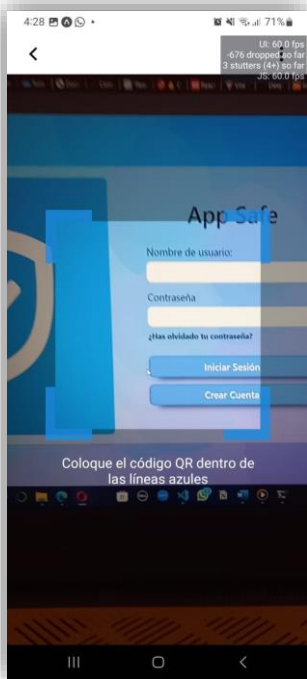 4:28
71%
UI: 60.0 fps
-676 dropped so far
3 stutters (4+) so far
JS: 60.0 fps
App Safe
Nombre de usuario:
Contraseña
¿Has olvidado tu contraseña?
Iniciar Sesión
Crear Cuenta
Coloque el código QR dentro de
las líneas azules